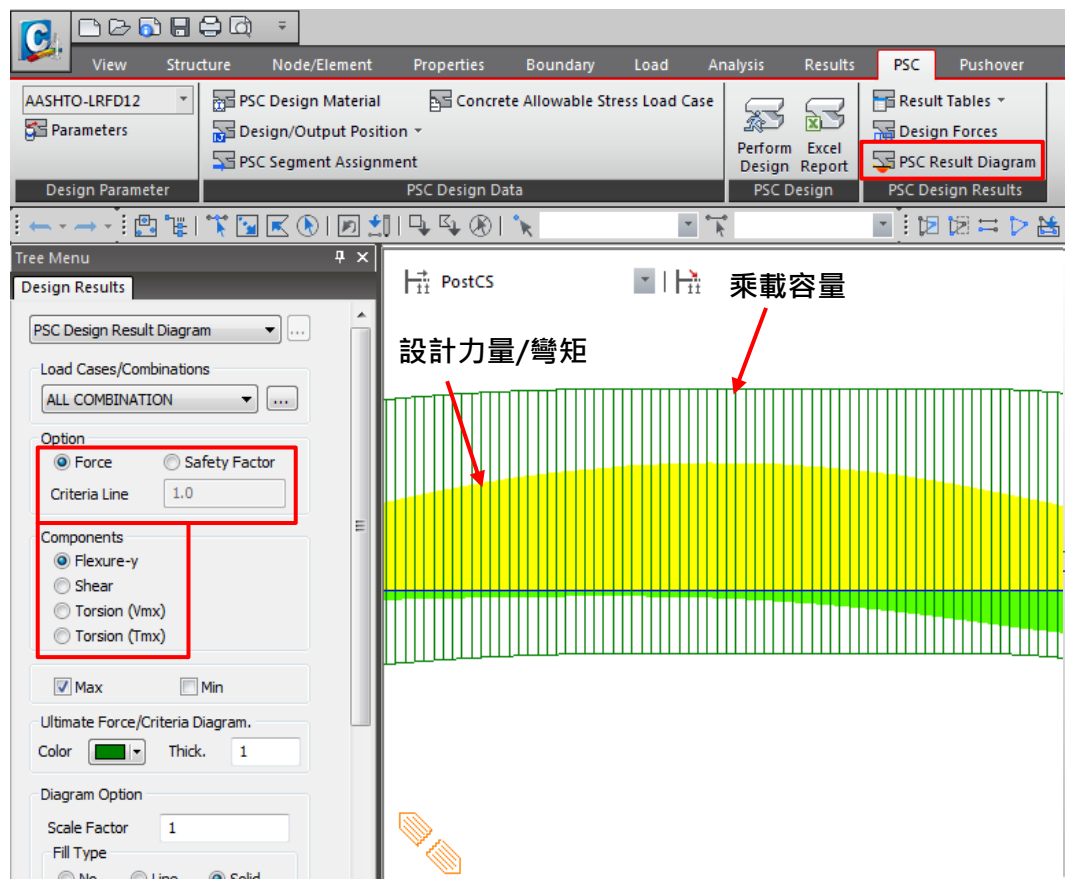 View Structure Node/Element Properties Boundary Load Analysis Results PSC Pushover
AASHTO-LRFD12
Parameters
Design Parameter
PSC Design Material
Concrete Allowable Stress Load Case
Design/Output Position
PSC Segment Assignment
PSC Design Data
Perform Design
Excel Report
PSC Design
Result Tables
Design Forces
PSC Result Diagram
PSC Design Results
Tree Menu
Design Results
PSC Design Result Diagram
Load Cases/Combinations
ALL COMBINATION
Option
Force Safety Factor
Criteria Line 1.0
Components
Flexure-y
Shear
Torsion (Vmx)
Torsion (Tmx)
Max Min
Ultimate Force/Criteria Diagram.
Color Thick. 1
Diagram Option
Scale Factor 1
Fill Type
No Line Solid
PostCS
乘載容量
設計力量/彎矩